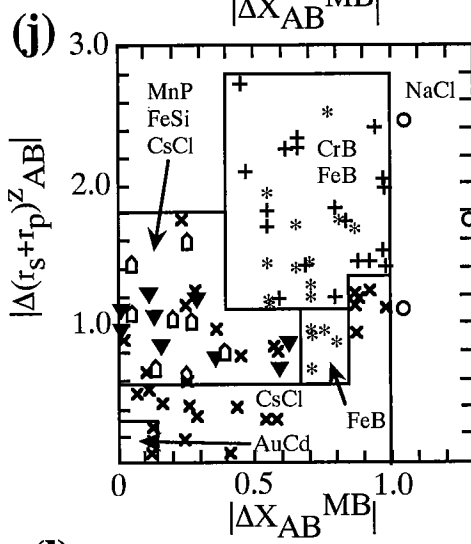 |ΔX_AB^MB|
(j)
3.0
MnP
FeSi
CsCl
NaCl
CrB
FeB
2.0
|Δ(r_s+r_p)^Z_AB|
1.0
CsCl
FeB
AuCd
0 0.5 1.0
|ΔX_AB^MB|